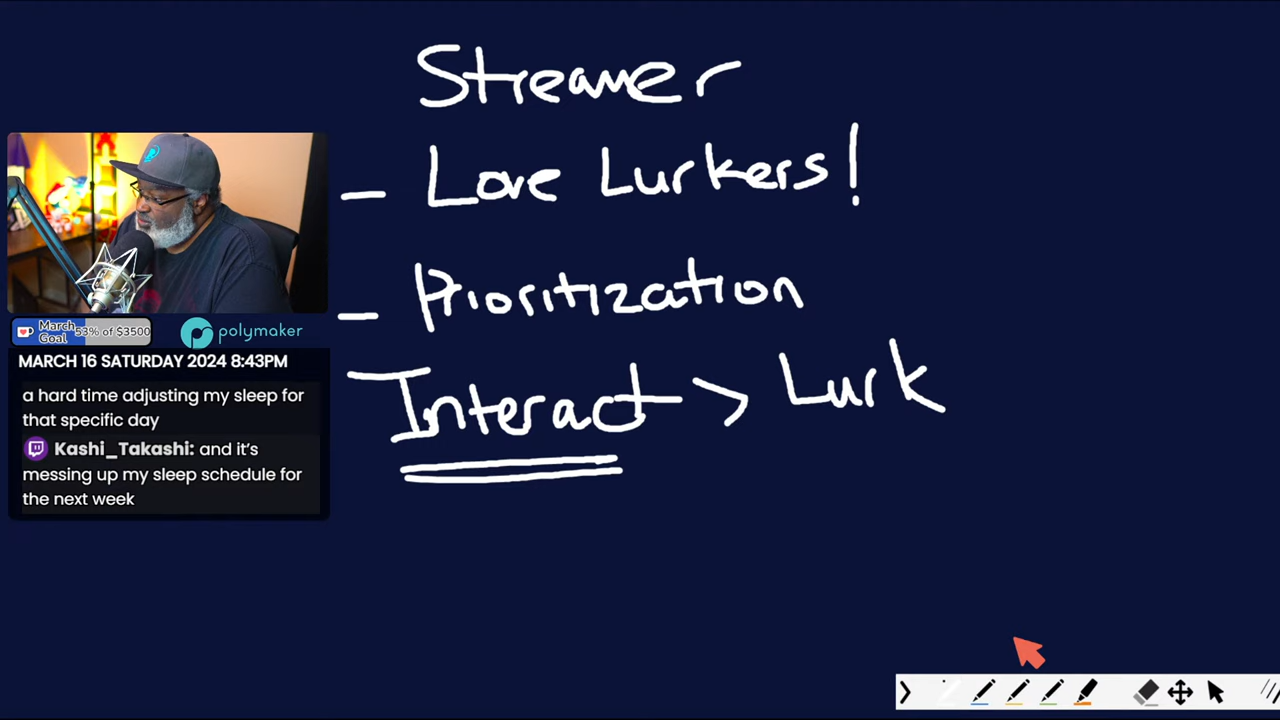 Streamer
- Love Lurkers!
- Prioritization
Interact > Lurk
March
Goal
53% of $3500
polymaker
MARCH 16 SATURDAY 2024 8:43PM
a hard time adjusting my sleep for
that specific day
Kashi_Takashi: and it's
messing up my sleep schedule for
the next week